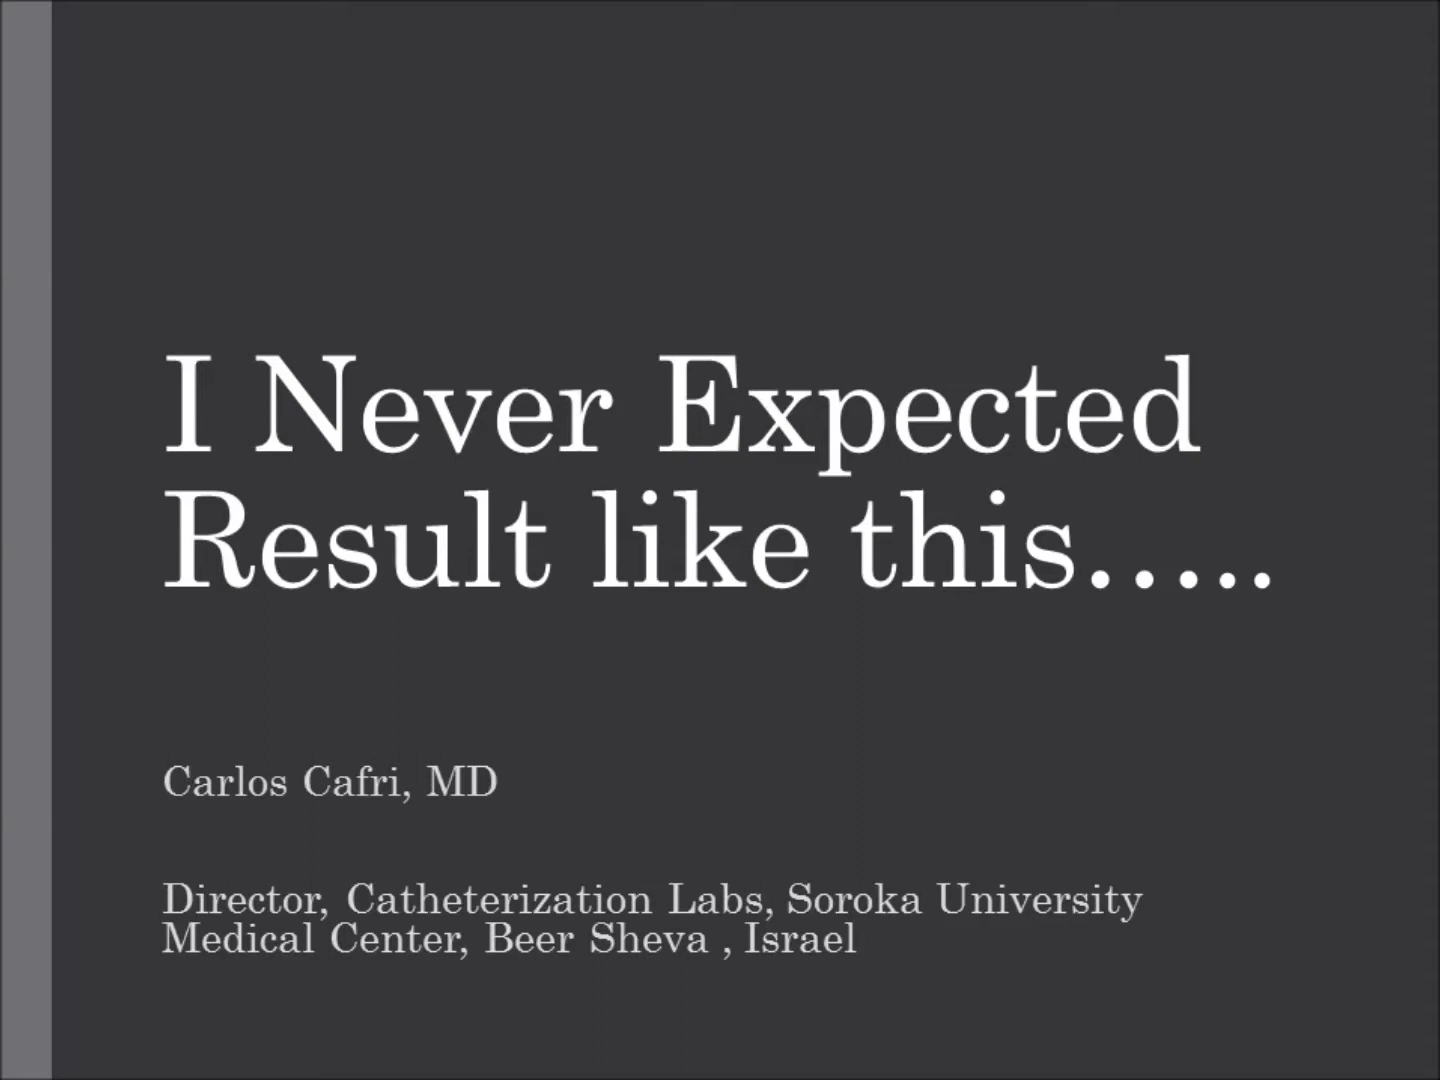 I Never Expected
Result like this…..
Carlos Cafri, MD
Director, Catheterization Labs, Soroka University
Medical Center, Beer Sheva , Israel